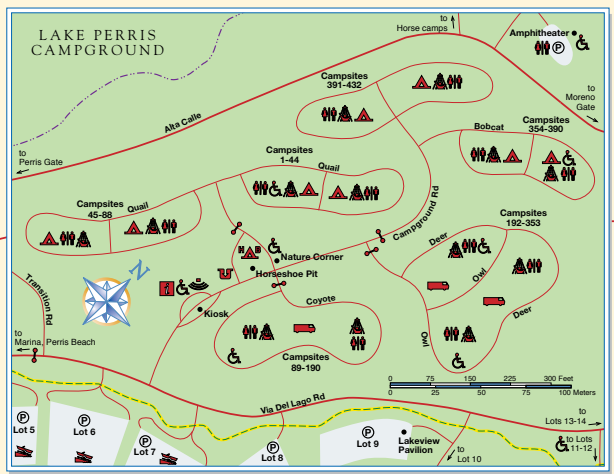 LAKE PERRIS
CAMPGROUND
to
Horse camps
Amphitheater
P
to
Moreno
Gate
Campsites
391-432
Alta Calle
Bobcat
Campsites
354-390
to
Perris Gate
Campsites
1-44
Quail
Campsites
45-88
Quail
Campground Rd
Campsites
192-353
Deer
Owl
Deer
Owl
H B
Nature Corner
Horseshoe Pit
N
Transition Rd
Kiosk
Coyote
Campsites
89-190
to
Marina, Perris Beach
0 75 150 225 300 Feet
0 25 50 75 100 Meters
Via Del Lago Rd
P
Lot 5
P
Lot 6
P
Lot 7
P
Lot 8
P
Lot 9
Lakeview
Pavilion
to
Lot 10
to
Lots 13-14
to Lots
11-12